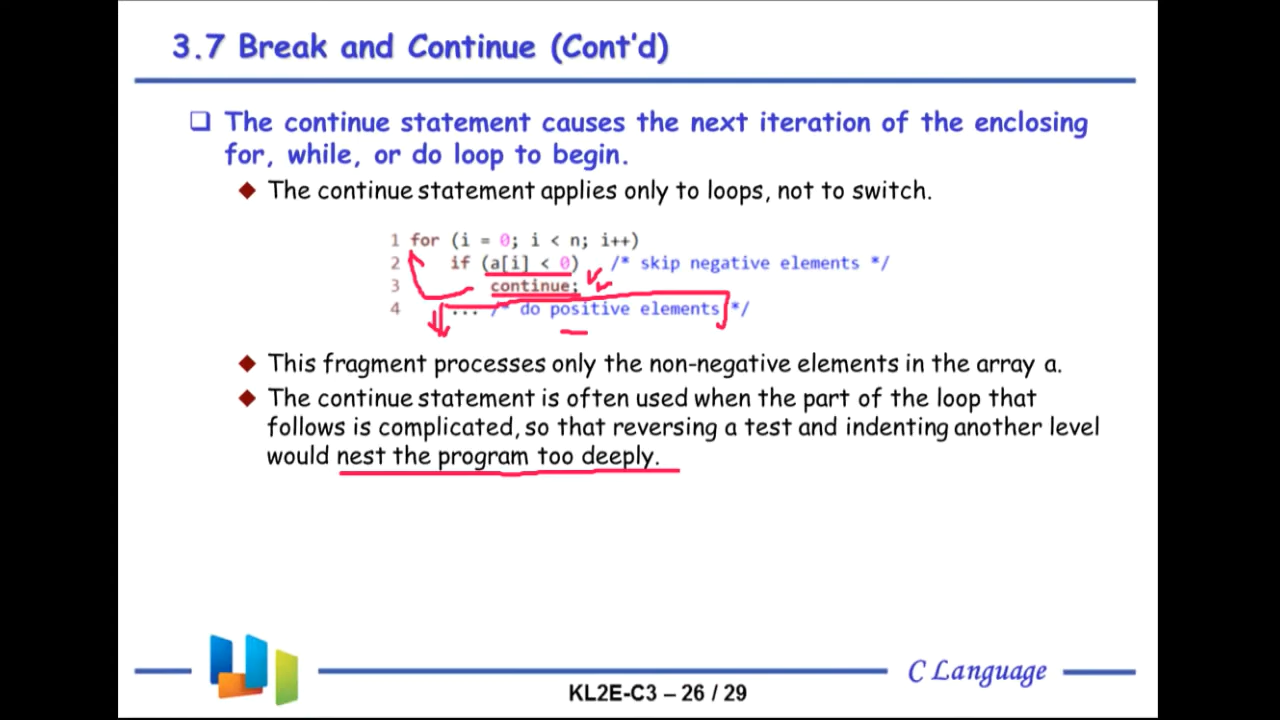 3.7 Break and Continue (Cont'd)
The continue statement causes the next iteration of the enclosing
for, while, or do loop to begin.
The continue statement applies only to loops, not to switch.
1 for (i = 0; i < n; i++)
2 if (a[i] < 0) /* skip negative elements */
3 continue;
4 ... /* do positive elements */
This fragment processes only the non-negative elements in the array a.
The continue statement is often used when the part of the loop that
follows is complicated, so that reversing a test and indenting another level
would nest the program too deeply.
C Language
KL2E-C3 – 26 / 29